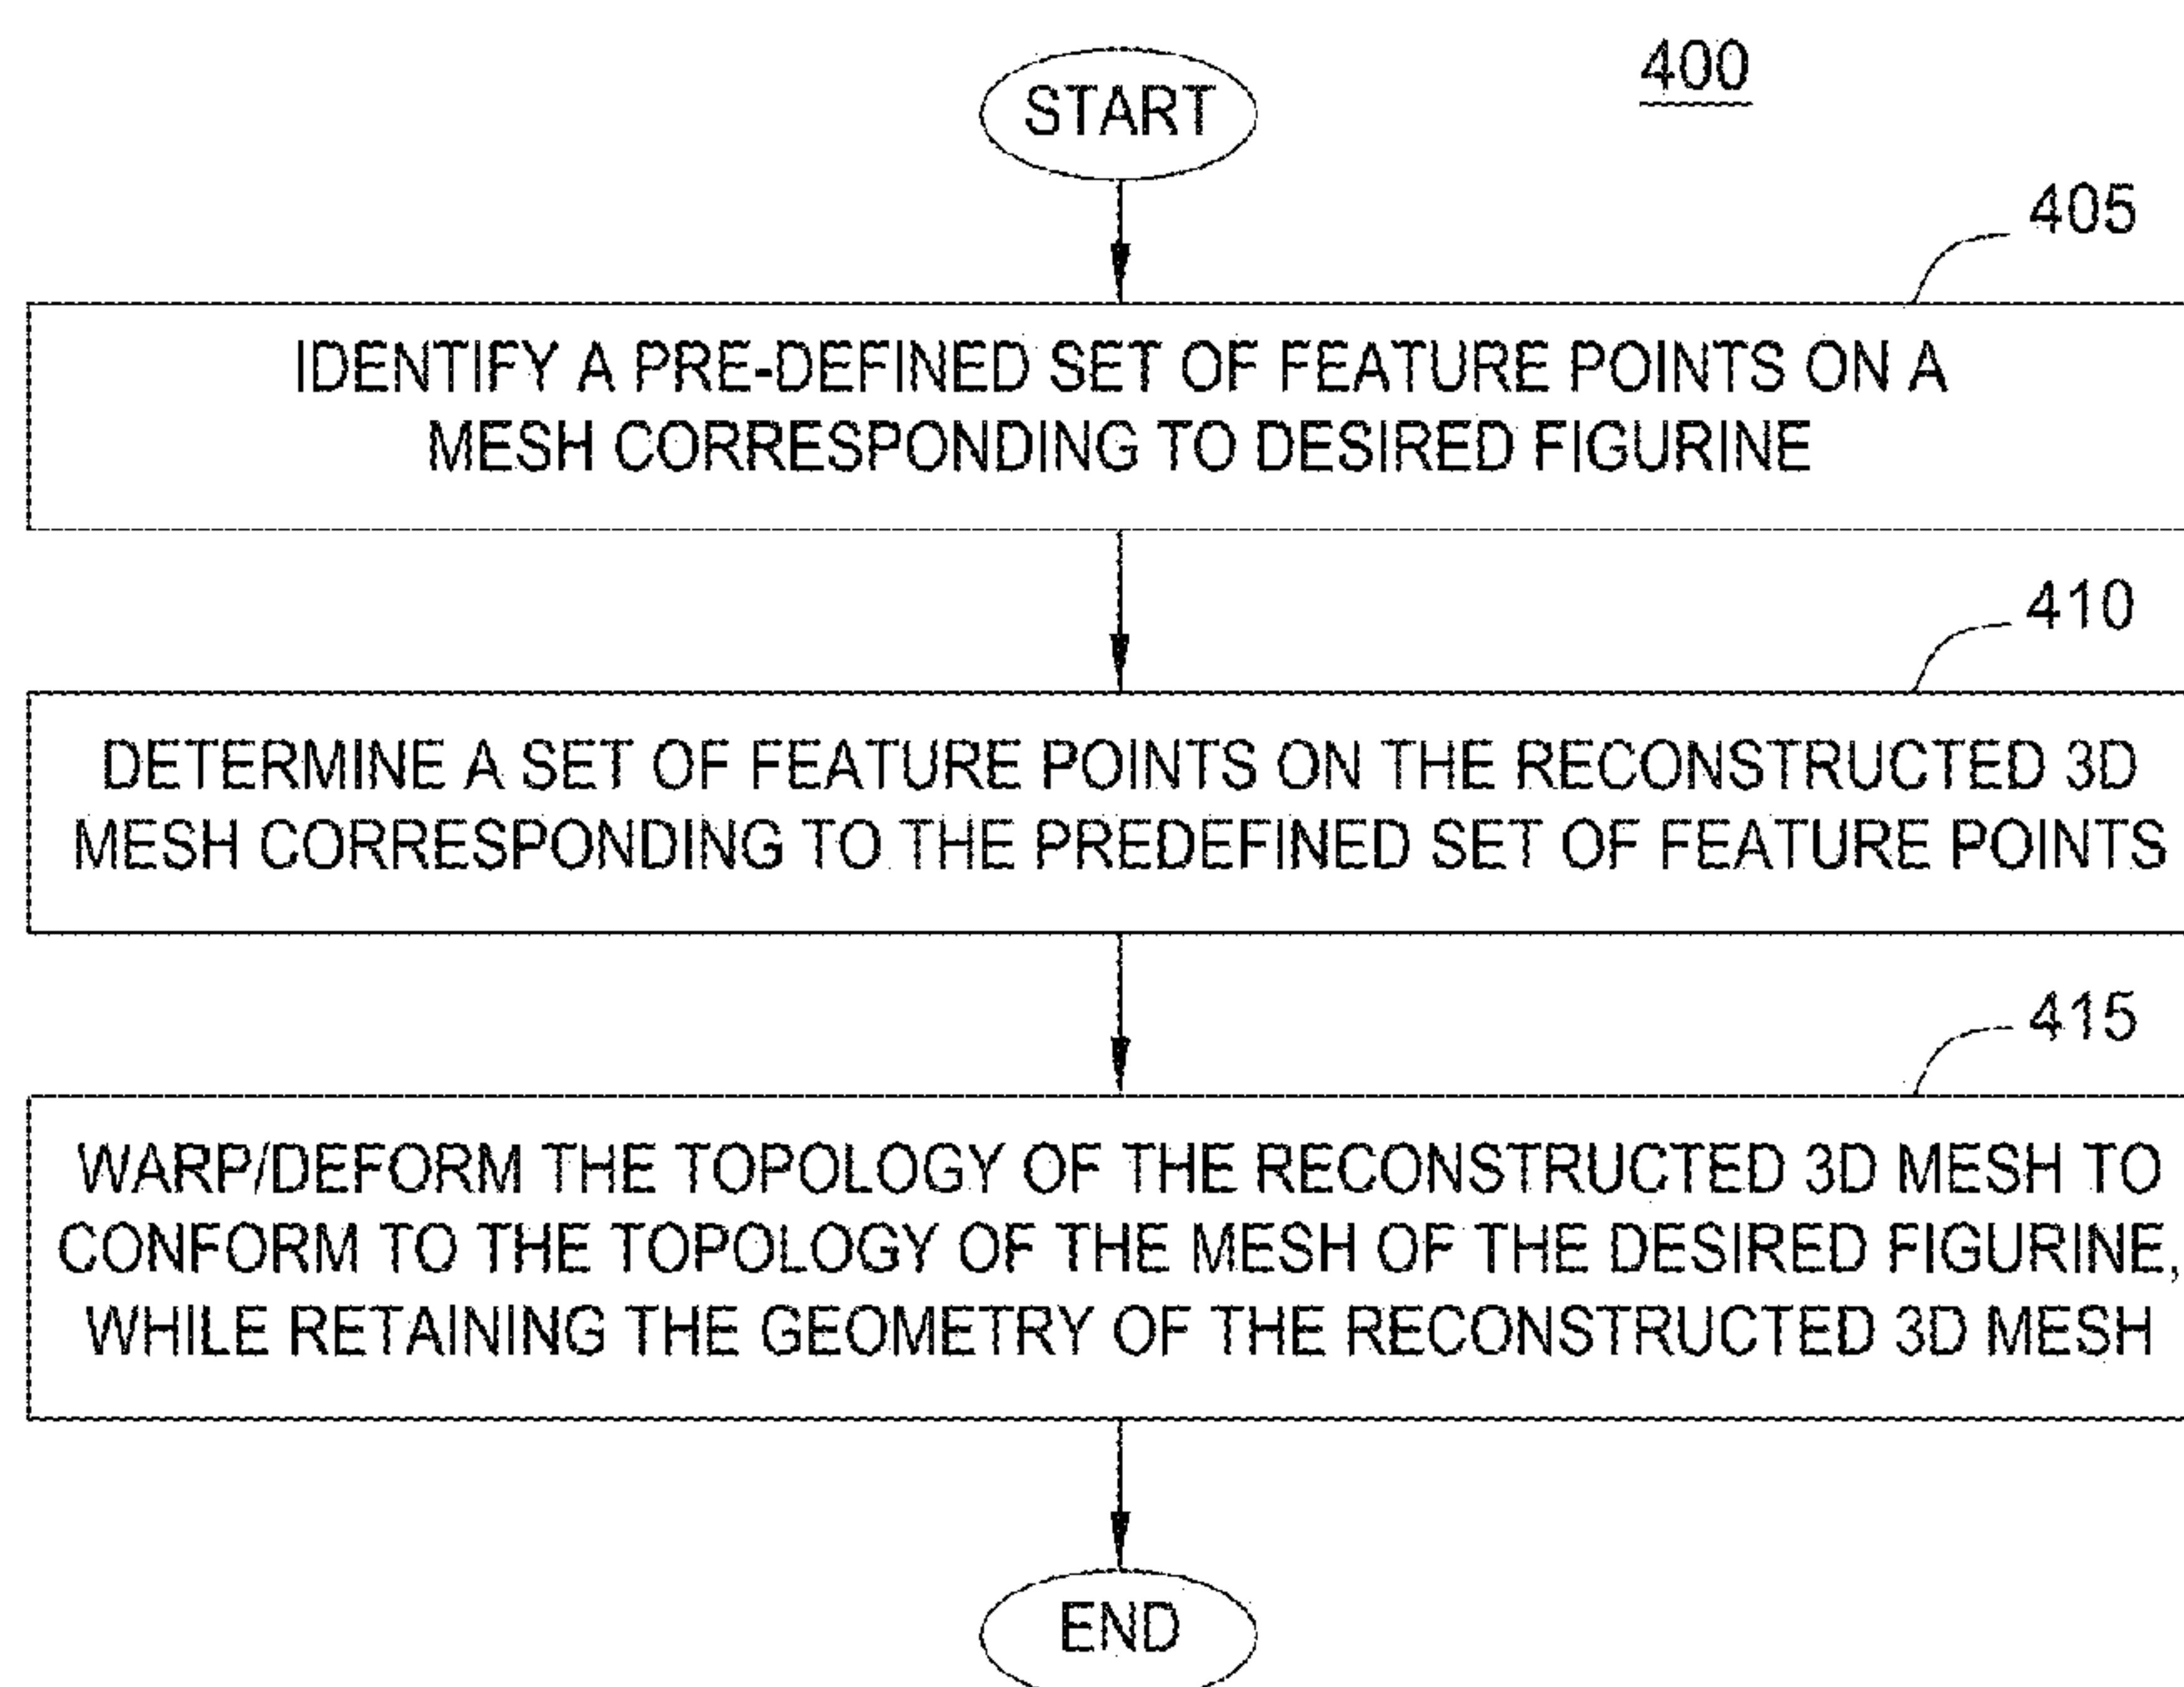 400
START
405
IDENTIFY A PRE-DEFINED SET OF FEATURE POINTS ON A
MESH CORRESPONDING TO DESIRED FIGURINE
410
DETERMINE A SET OF FEATURE POINTS ON THE RECONSTRUCTED 3D
MESH CORRESPONDING TO THE PREDEFINED SET OF FEATURE POINTS
415
WARP/DEFORM THE TOPOLOGY OF THE RECONSTRUCTED 3D MESH TO
CONFORM TO THE TOPOLOGY OF THE MESH OF THE DESIRED FIGURINE,
WHILE RETAINING THE GEOMETRY OF THE RECONSTRUCTED 3D MESH
END